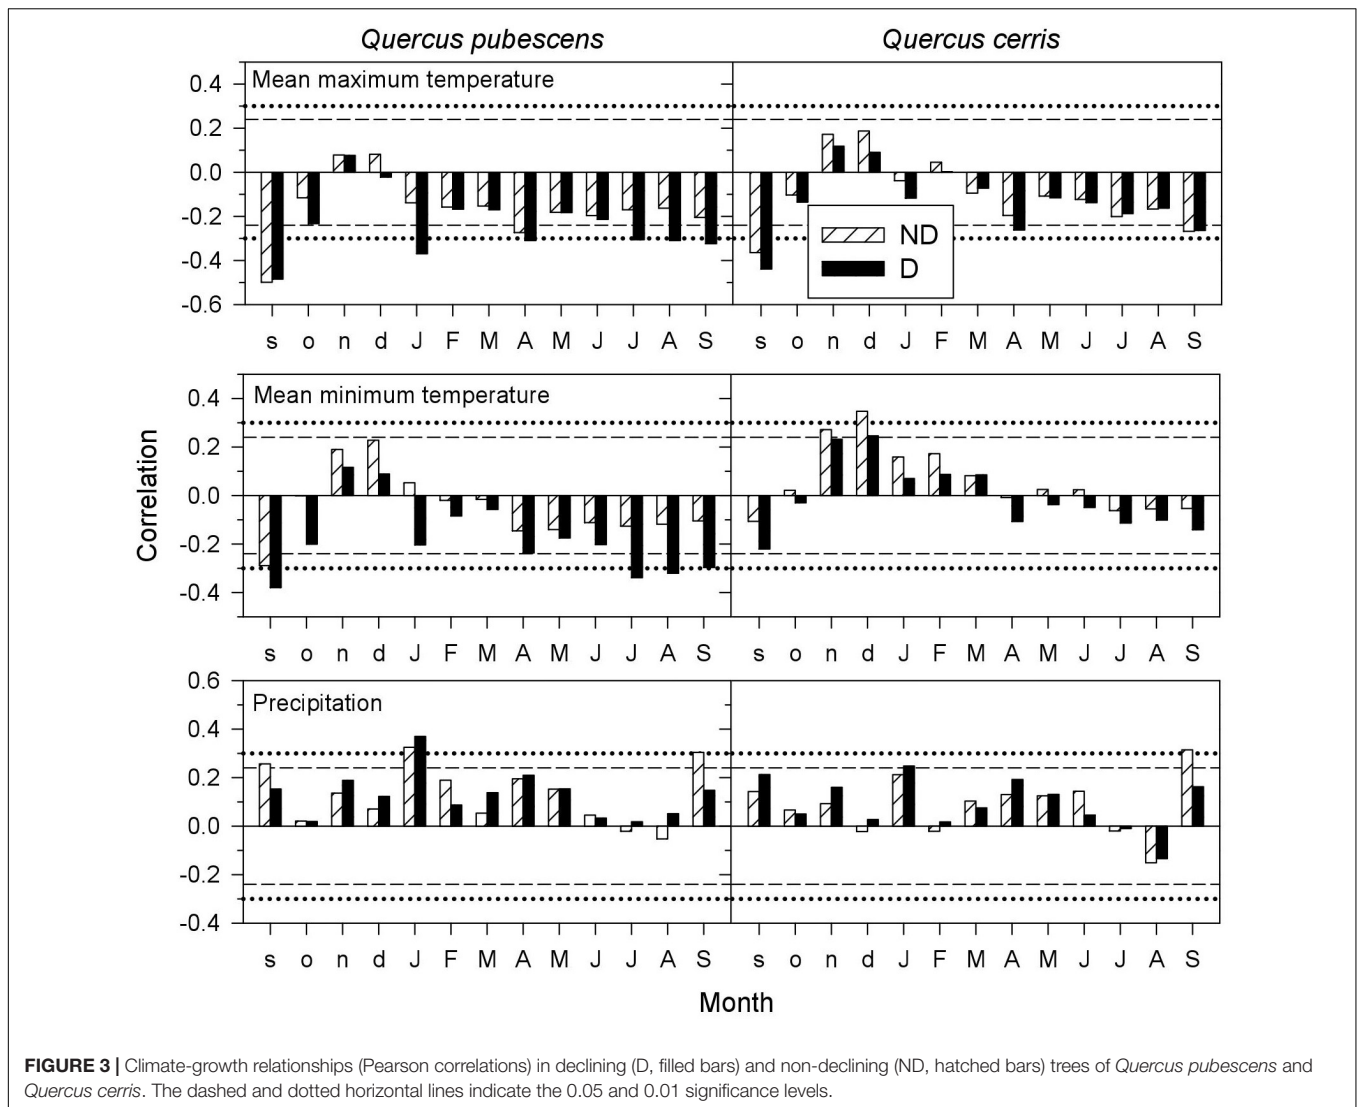 Quercus pubescens Quercus cerris
Mean maximum temperature
0.4
0.2
0.0
-0.2
-0.4
-0.6
ND
D
s o n d J F M A M J J A S s o n d J F M A M J J A S
Mean minimum temperature
0.4
0.2
0.0
-0.2
-0.4
s o n d J F M A M J J A S s o n d J F M A M J J A S
Correlation
Precipitation
0.6
0.4
0.2
0.0
-0.2
-0.4
s o n d J F M A M J J A S s o n d J F M A M J J A S
Month
FIGURE 3 | Climate-growth relationships (Pearson correlations) in declining (D, filled bars) and non-declining (ND, hatched bars) trees of Quercus pubescens and
Quercus cerris. The dashed and dotted horizontal lines indicate the 0.05 and 0.01 significance levels.